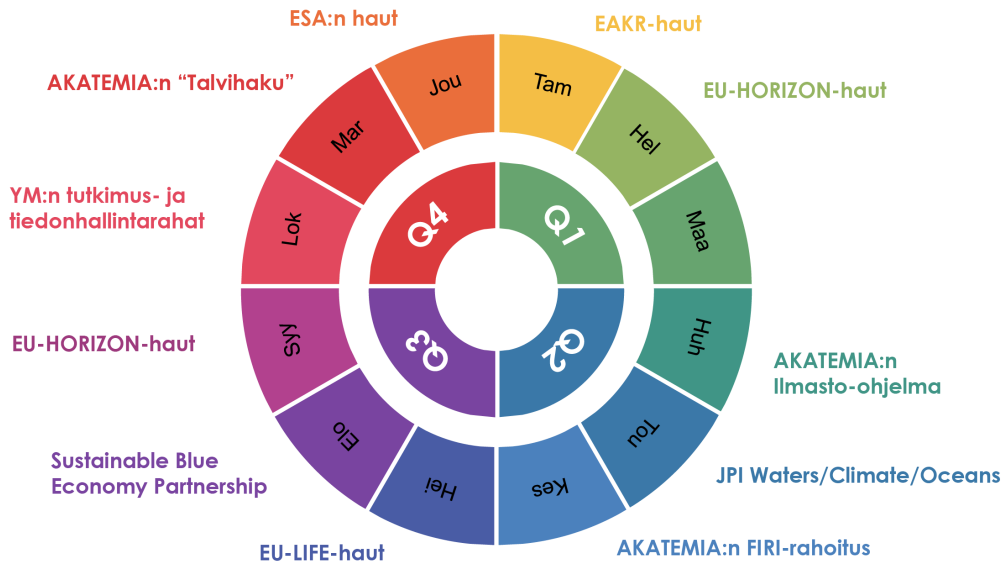 ESA:n haut
EAKR-haut
AKATEMIA:n “Talvihaku”
EU-HORIZON-haut
YM:n tutkimus- ja
tiedonhallintarahat
EU-HORIZON-haut
AKATEMIA:n
Ilmasto-ohjelma
Sustainable Blue
Economy Partnership
JPI Waters/Climate/Oceans
EU-LIFE-haut
AKATEMIA:n FIRI-rahoitus
Tam
Hel
Maa
Huh
Tou
Kes
Hei
Elo
Syy
Lok
Mar
Jou
Q1
Q2
Q3
Q4